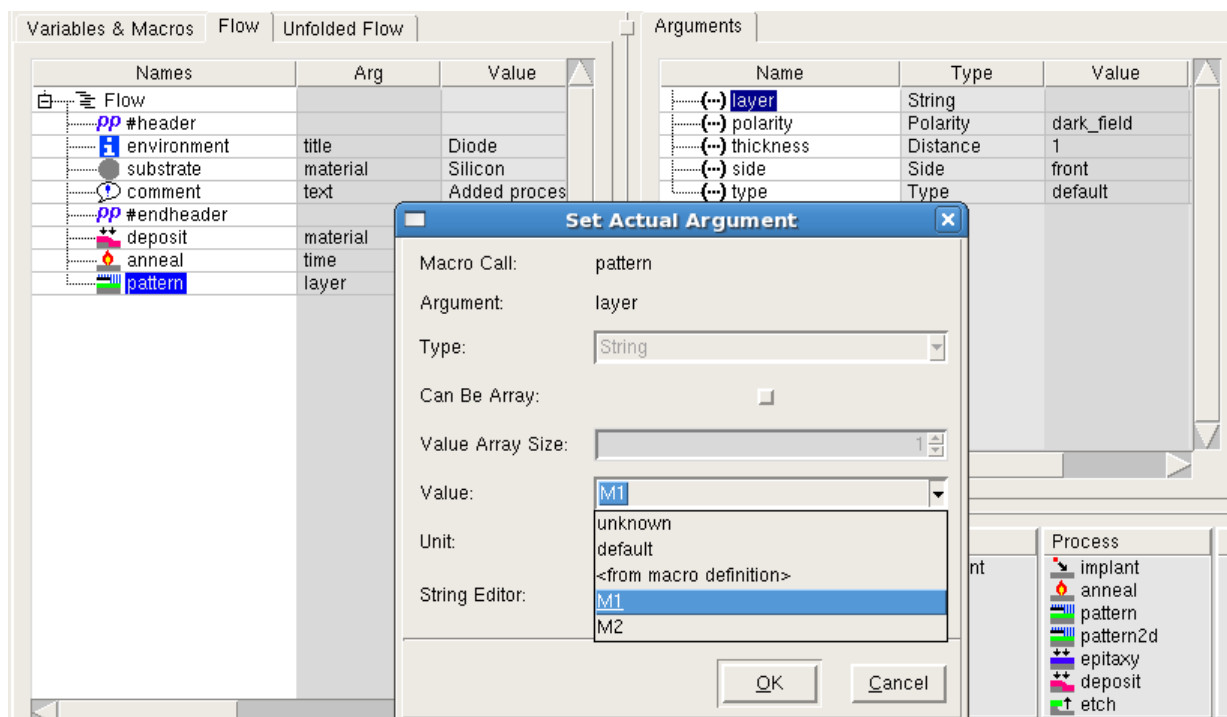 Variables & Macros Flow Unfolded Flow
Names Arg Value
Flow
pp #header
i environment title Diode
substrate material Silicon
comment text Added proces
pp #endheader
deposit material
anneal time
pattern layer
Arguments
Name Type Value
(···) layer String
(···) polarity Polarity dark_field
(···) thickness Distance 1
(···) side Side front
(···) type Type default
Set Actual Argument
Macro Call: pattern
Argument: layer
Type: String
Can Be Array:
Value Array Size: 1
Value: M1
unknown
default
<from macro definition>
M1
M2
Unit:
String Editor:
OK Cancel
nt
Process
implant
anneal
pattern
pattern2d
epitaxy
deposit
etch